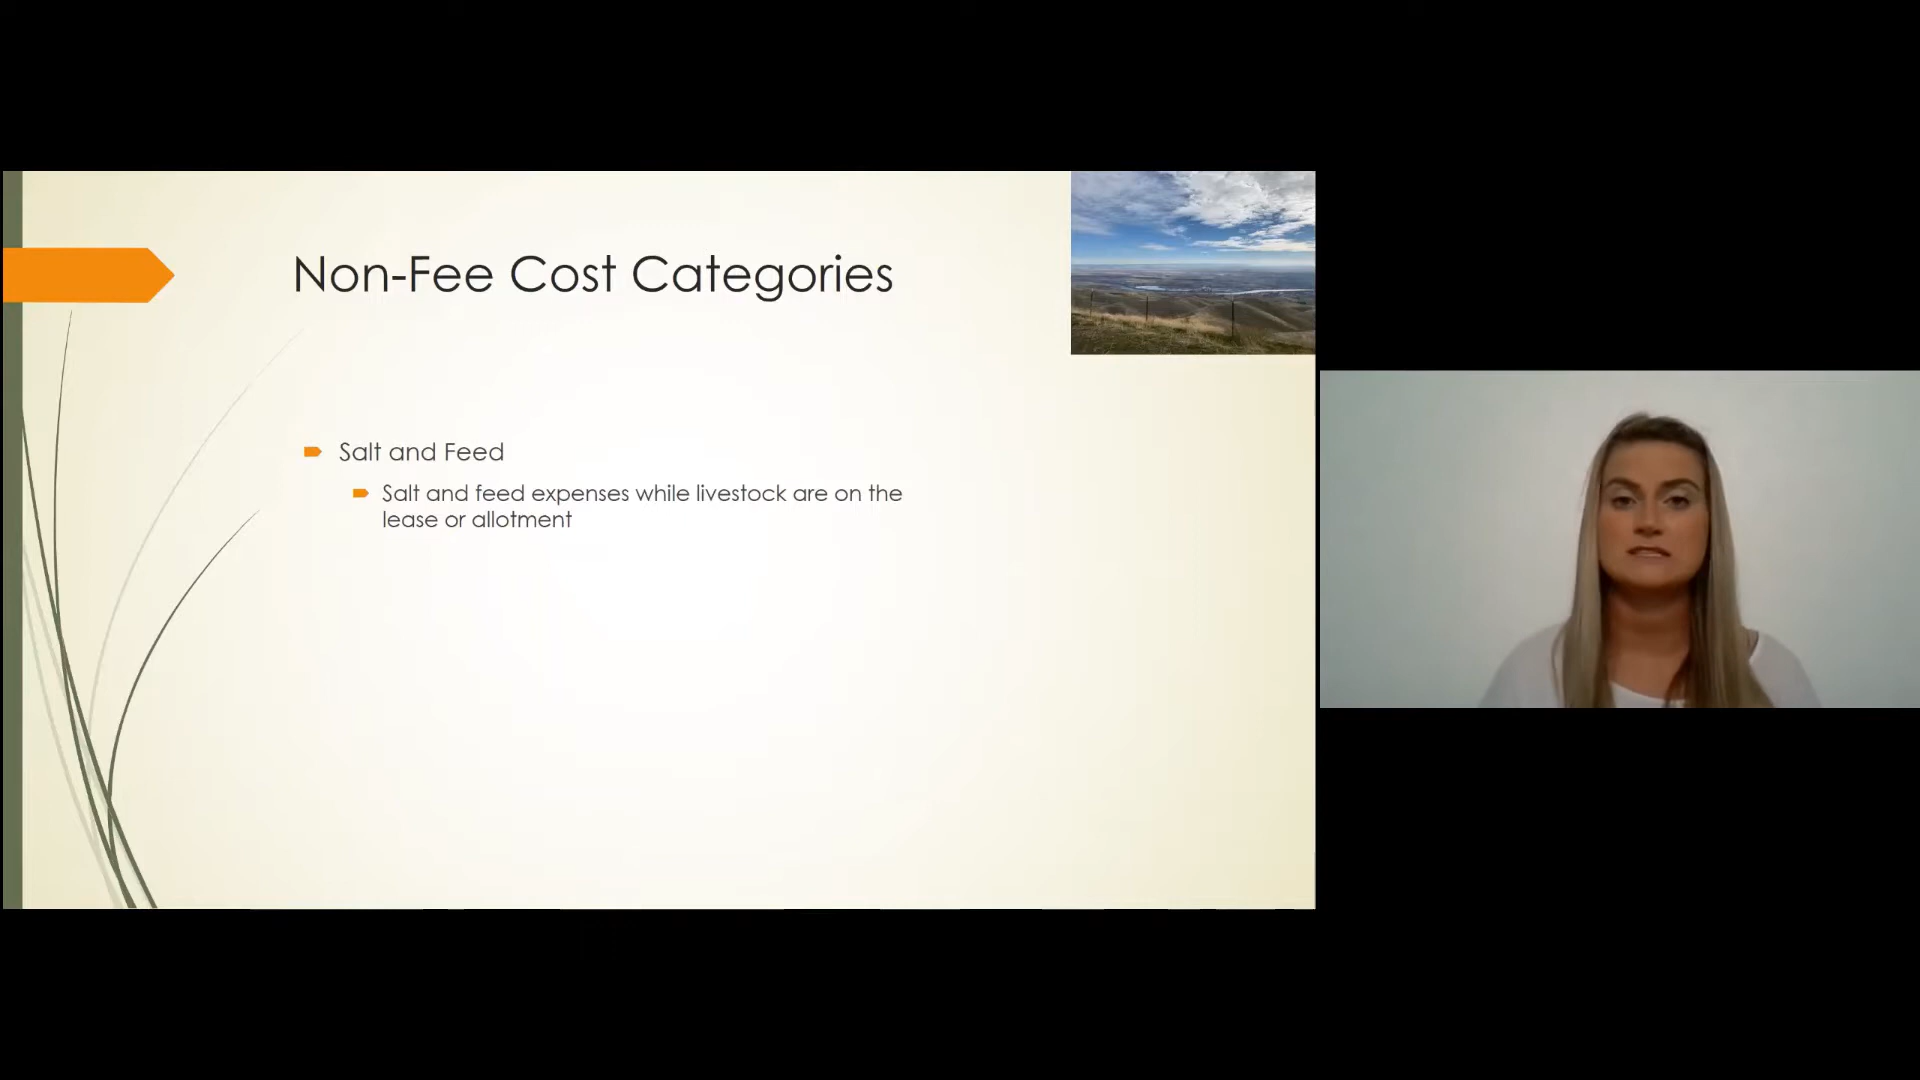 Non-Fee Cost Categories
Salt and Feed
Salt and feed expenses while livestock are on the
lease or allotment